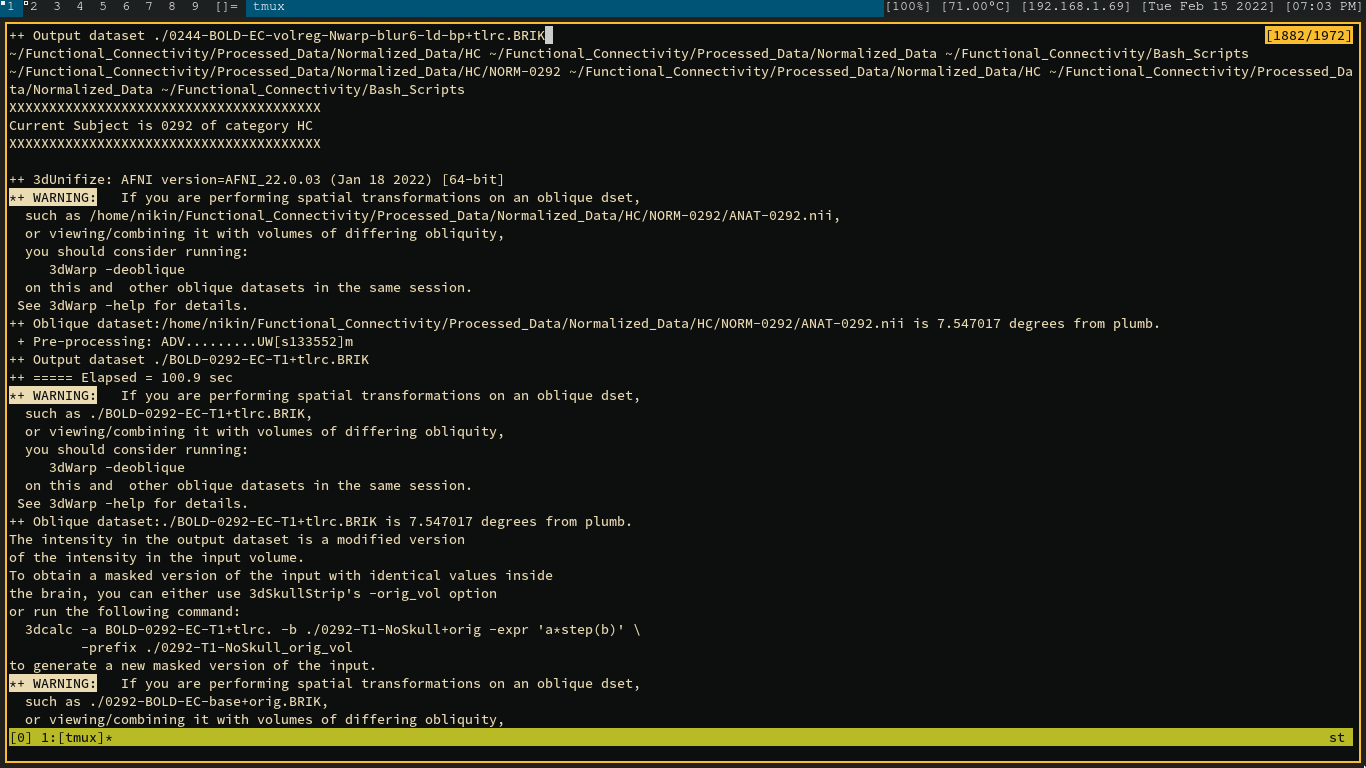 1 2 3 4 5 6 7 8 9 []= tmux [100%] [71.00°C] [192.168.1.69] [Tue Feb 15 2022] [07:03 PM]
++ Output dataset ./0244-BOLD-EC-volreg-Nwarp-blur6-ld-bp+tlrc.BRIK [1882/1972]
~/Functional_Connectivity/Processed_Data/Normalized_Data/HC ~/Functional_Connectivity/Processed_Data/Normalized_Data ~/Functional_Connectivity/Bash_Scripts
~/Functional_Connectivity/Processed_Data/Normalized_Data/HC/NORM-0292 ~/Functional_Connectivity/Processed_Data/Normalized_Data/HC ~/Functional_Connectivity/Processed_Da
ta/Normalized_Data ~/Functional_Connectivity/Bash_Scripts
XXXXXXXXXXXXXXXXXXXXXXXXXXXXXXXXXXXXXXX
Current Subject is 0292 of category HC
XXXXXXXXXXXXXXXXXXXXXXXXXXXXXXXXXXXXXXX
++ 3dUnifize: AFNI version=AFNI_22.0.03 (Jan 18 2022) [64-bit]
*+ WARNING:   If you are performing spatial transformations on an oblique dset,
  such as /home/nikin/Functional_Connectivity/Processed_Data/Normalized_Data/HC/NORM-0292/ANAT-0292.nii,
  or viewing/combining it with volumes of differing obliquity,
  you should consider running:
     3dWarp -deoblique
  on this and  other oblique datasets in the same session.
 See 3dWarp -help for details.
++ Oblique dataset:/home/nikin/Functional_Connectivity/Processed_Data/Normalized_Data/HC/NORM-0292/ANAT-0292.nii is 7.547017 degrees from plumb.
 + Pre-processing: ADV.........UW[s133552]m
++ Output dataset ./BOLD-0292-EC-T1+tlrc.BRIK
++ ===== Elapsed = 100.9 sec
*+ WARNING:   If you are performing spatial transformations on an oblique dset,
  such as ./BOLD-0292-EC-T1+tlrc.BRIK,
  or viewing/combining it with volumes of differing obliquity,
  you should consider running:
     3dWarp -deoblique
  on this and  other oblique datasets in the same session.
 See 3dWarp -help for details.
++ Oblique dataset:./BOLD-0292-EC-T1+tlrc.BRIK is 7.547017 degrees from plumb.
The intensity in the output dataset is a modified version
of the intensity in the input volume.
To obtain a masked version of the input with identical values inside
the brain, you can either use 3dSkullStrip's -orig_vol option
or run the following command:
  3dcalc -a BOLD-0292-EC-T1+tlrc. -b ./0292-T1-NoSkull+orig -expr 'a*step(b)' \
         -prefix ./0292-T1-NoSkull_orig_vol
to generate a new masked version of the input.
*+ WARNING:   If you are performing spatial transformations on an oblique dset,
  such as ./0292-BOLD-EC-base+orig.BRIK,
  or viewing/combining it with volumes of differing obliquity,
[0] 1:[tmux]* st